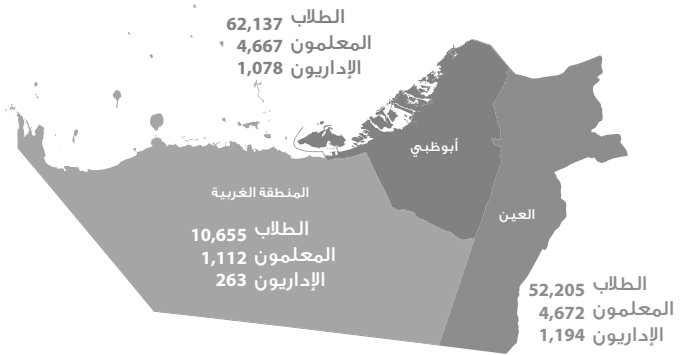 الطلاب 62,137
المعلمون 4,667
الإداريون 1,078
أبوظبي
المنطقة الغربية
العين
الطلاب 10,655
المعلمون 1,112
الإداريون 263
الطلاب 52,205
المعلمون 4,672
الإداريون 1,194